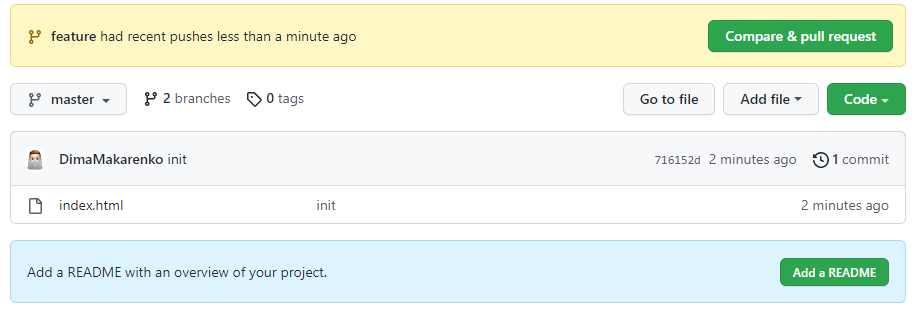 feature had recent pushes less than a minute ago Compare & pull request
master 2 branches 0 tags Go to file Add file Code
DimaMakarenko init 716152d 2 minutes ago 1 commit
index.html init 2 minutes ago
Add a README with an overview of your project. Add a README